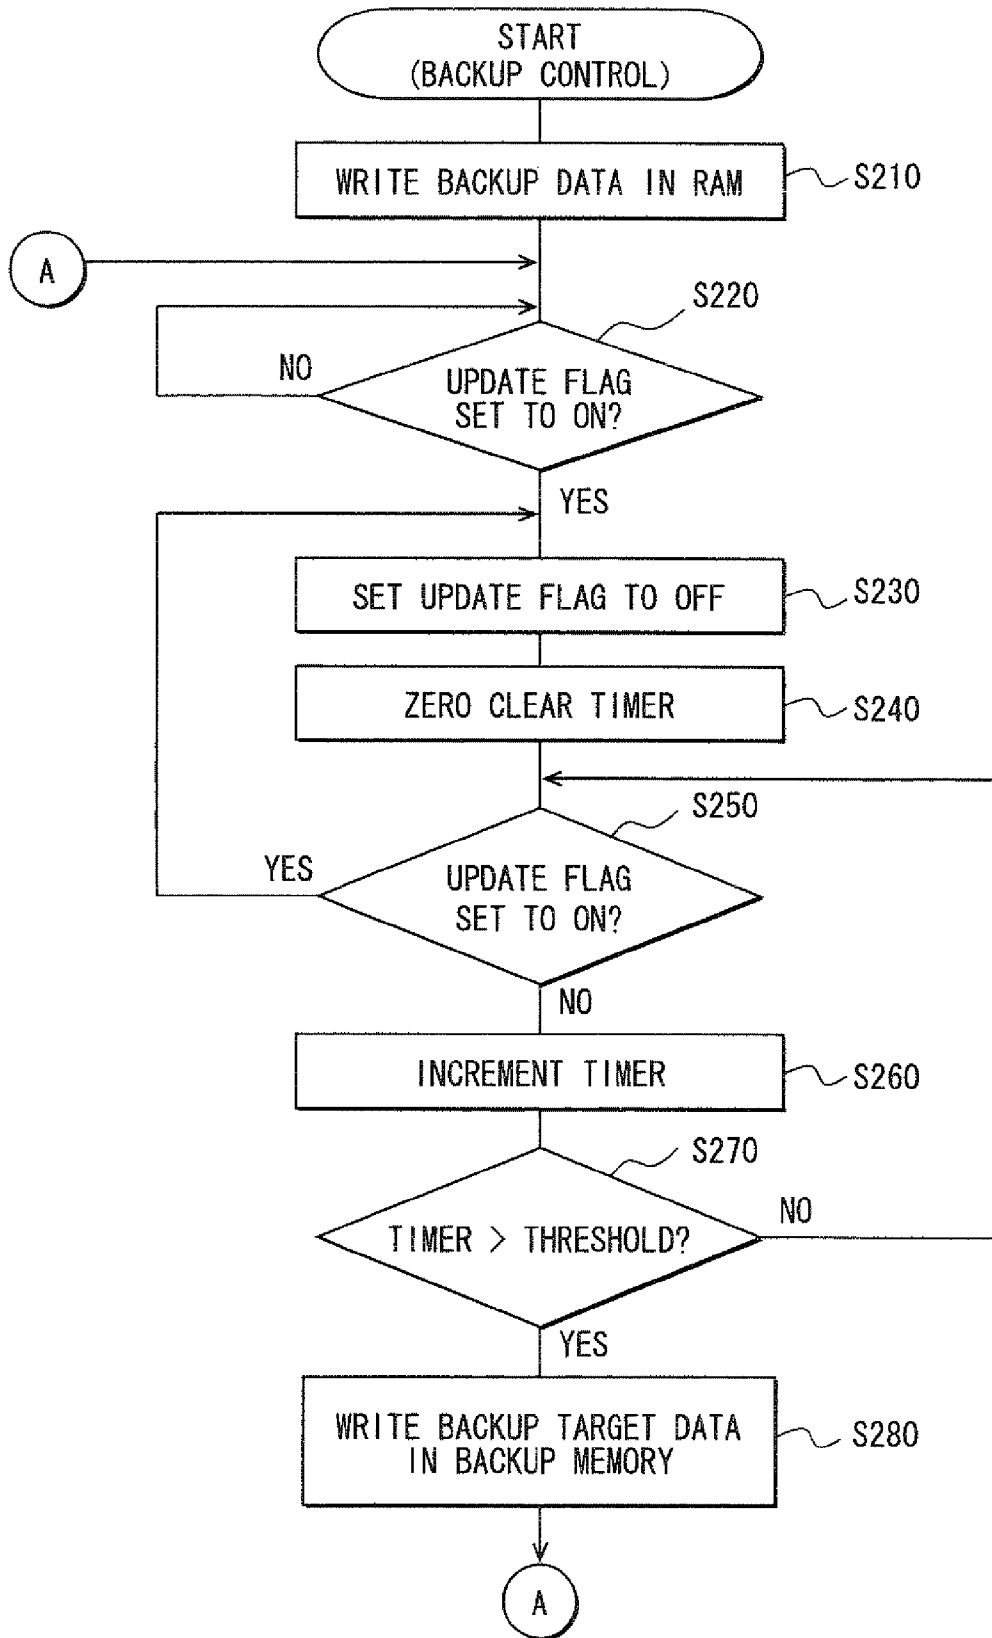 START
(BACKUP CONTROL)
WRITE BACKUP DATA IN RAM
S210
A
S220
NO
UPDATE FLAG
SET TO ON?
YES
SET UPDATE FLAG TO OFF
S230
ZERO CLEAR TIMER
S240
S250
YES
UPDATE FLAG
SET TO ON?
NO
INCREMENT TIMER
S260
S270
NO
TIMER > THRESHOLD?
YES
WRITE BACKUP TARGET DATA
IN BACKUP MEMORY
S280
A